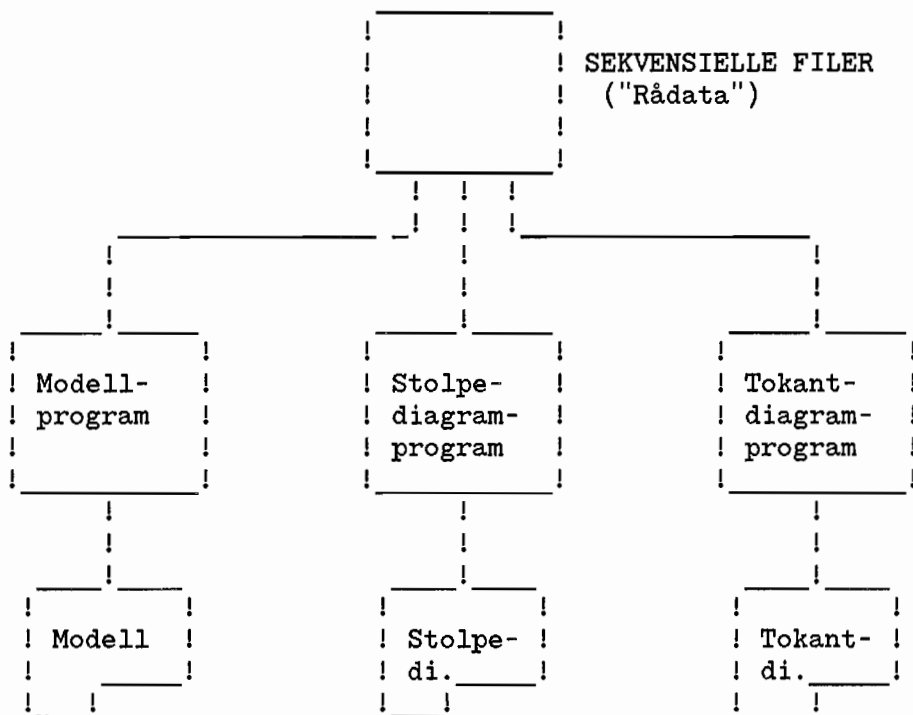 SEKVENSIELLE FILER
("Rådata")
Modell-
program
Stolpe-
diagram-
program
Tokant-
diagram-
program
Modell
Stolpe-
di.
Tokant-
di.